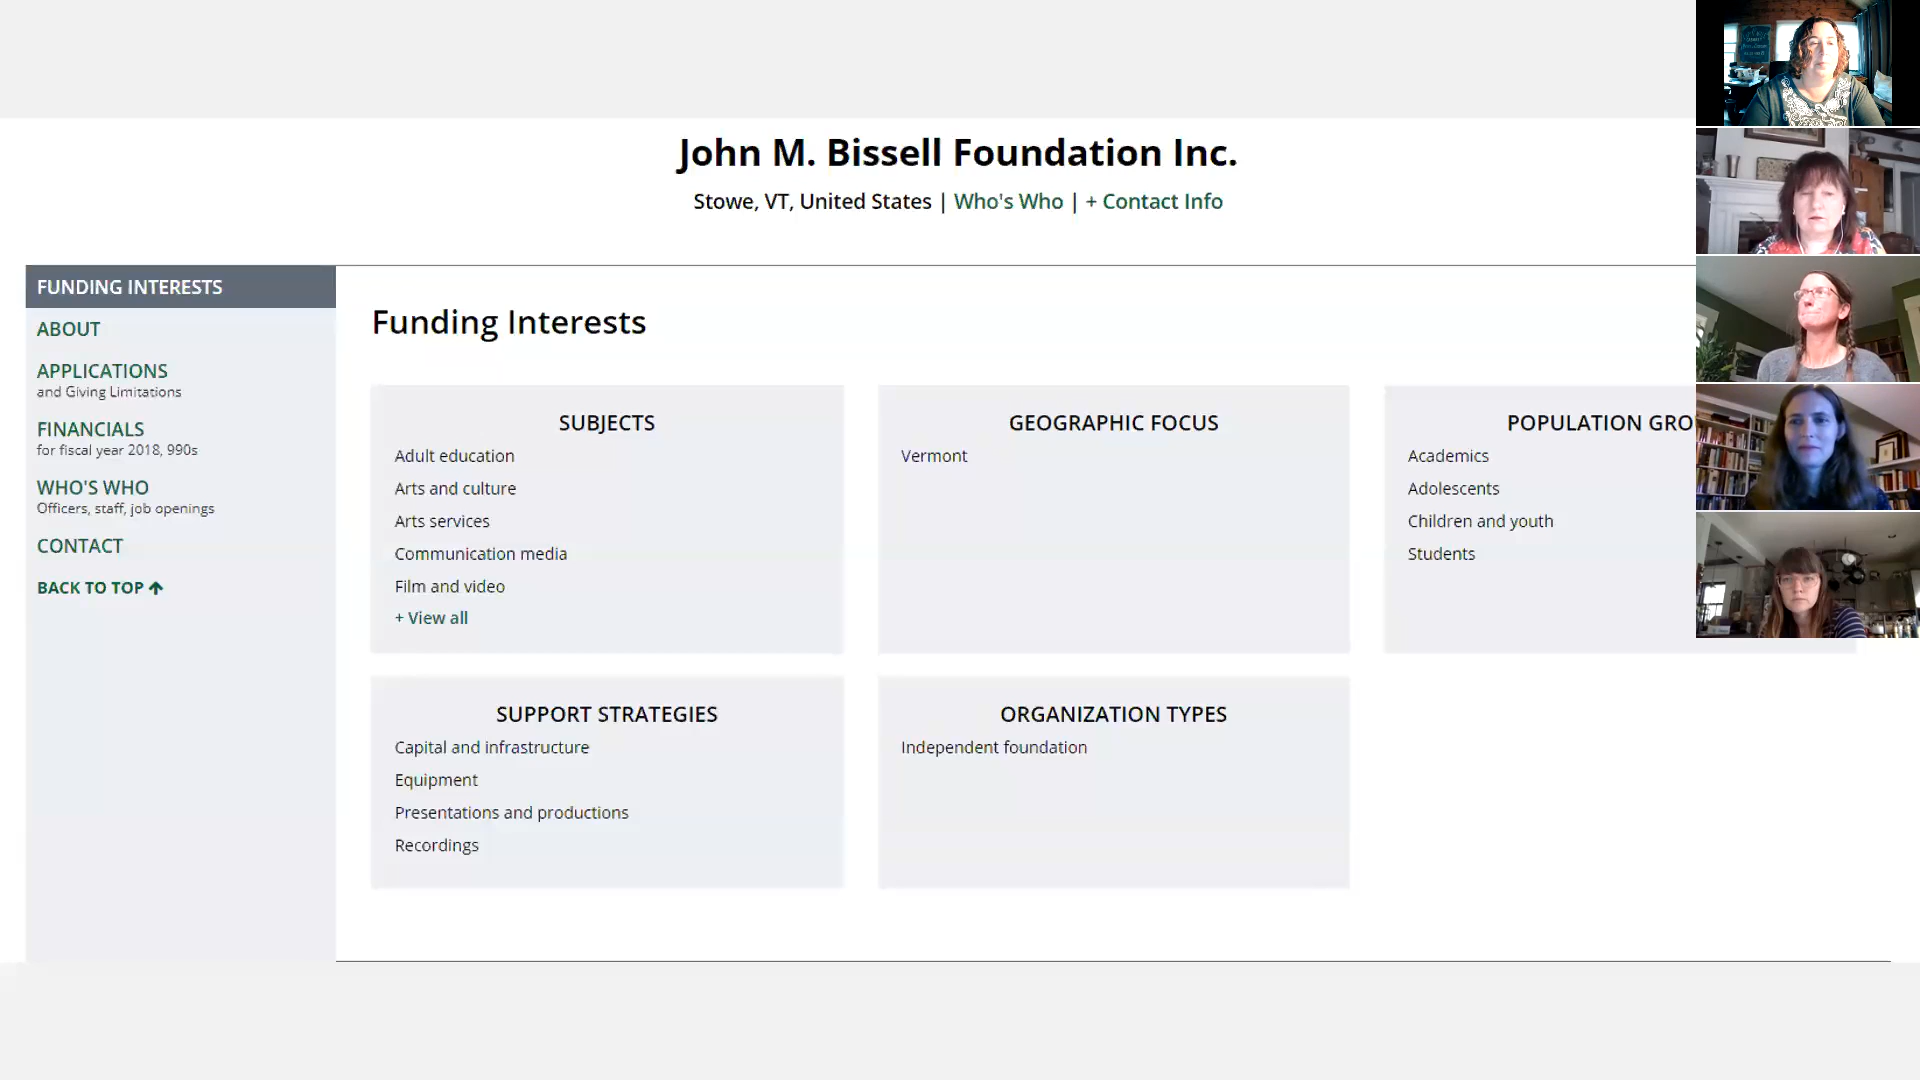 John M. Bissell Foundation Inc.
Stowe, VT, United States | Who's Who | + Contact Info
FUNDING INTERESTS
ABOUT
APPLICATIONS
and Giving Limitations
FINANCIALS
for fiscal year 2018, 990s
WHO'S WHO
Officers, staff, job openings
CONTACT
BACK TO TOP ↑
Funding Interests
SUBJECTS
Adult education
Arts and culture
Arts services
Communication media
Film and video
+ View all
GEOGRAPHIC FOCUS
Vermont
POPULATION GRO
Academics
Adolescents
Children and youth
Students
SUPPORT STRATEGIES
Capital and infrastructure
Equipment
Presentations and productions
Recordings
ORGANIZATION TYPES
Independent foundation